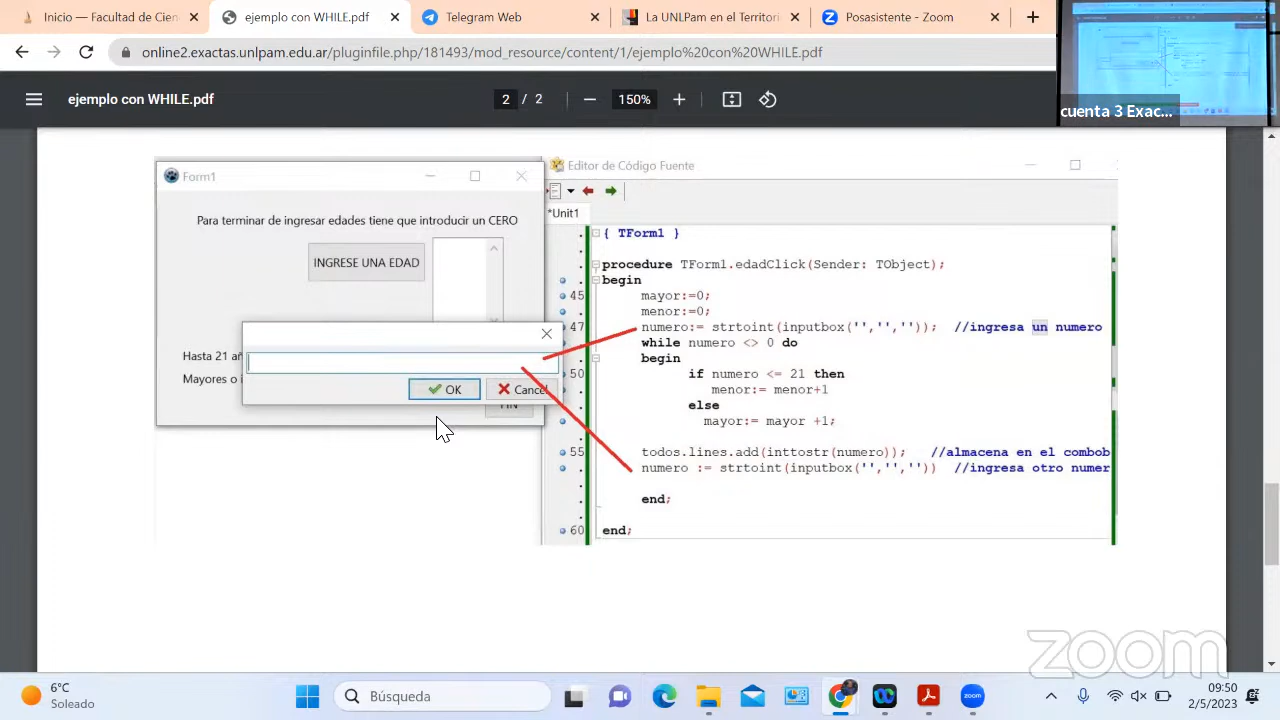 Inicio — Facultad de Cien
ejemplo con WHILE.pdf
Telegram
La UNLPam en el Territori
Posasistemε - Zoom
online2.exactas.unlpam.edu.ar/pluginfile.php/181491/mod_resource/content/1/ejemplo%20con%20WHILE.pdf
ejemplo con WHILE.pdf
2 / 2
150%
cuenta 3 Exac...
Form1
Para terminar de ingresar edades tiene que introducir un CERO
INGRESE UNA EDAD
Hasta 21 añ
Mayores o i
OK
Cancel
FIN
Editor de Código Fuente
*Unit1
{ TForm1 }
procedure TForm1.edadClick(Sender: TObject);
begin
45 mayor:=0;
menor:=0;
47 numero:= strtoint(inputbox('','','')); //ingresa un numero
while numero <> 0 do
begin
50 if numero <= 21 then
menor:= menor+1
else
mayor:= mayor +1;
55 todos.lines.add(inttostr(numero)); //almacena en el combob
numero := strtoint(inputbox('','','')) //ingresa otro numer
end;
60 end;
zoom
6°C
Soleado
Búsqueda
zoom
09:50
2/5/2023